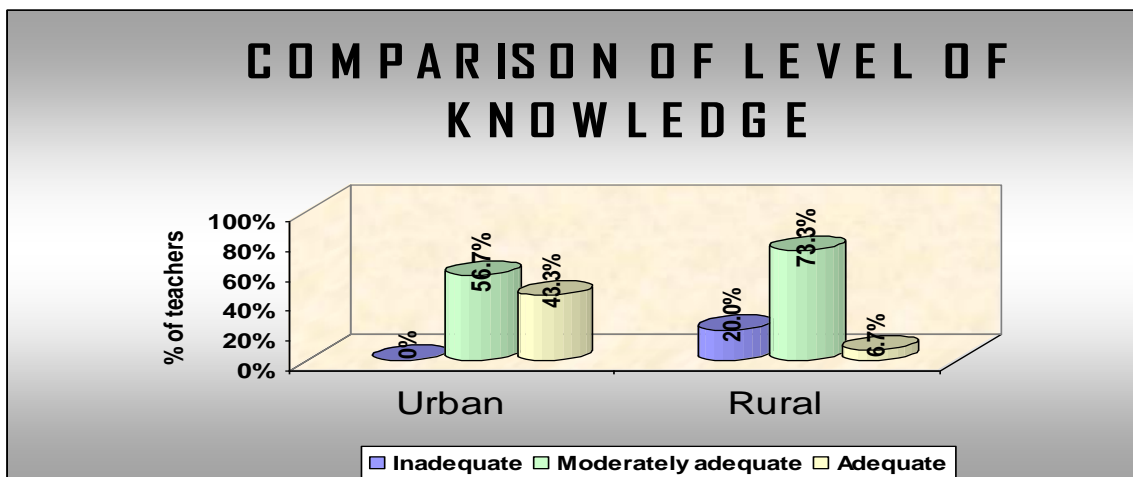 COMPARISON OF LEVEL OF
KNOWLEDGE
% of teachers
100%
80%
60%
40%
20%
0%
0%
56.7%
43.3%
20.0%
73.3%
6.7%
Urban
Rural
Inadequate
Moderately adequate
Adequate